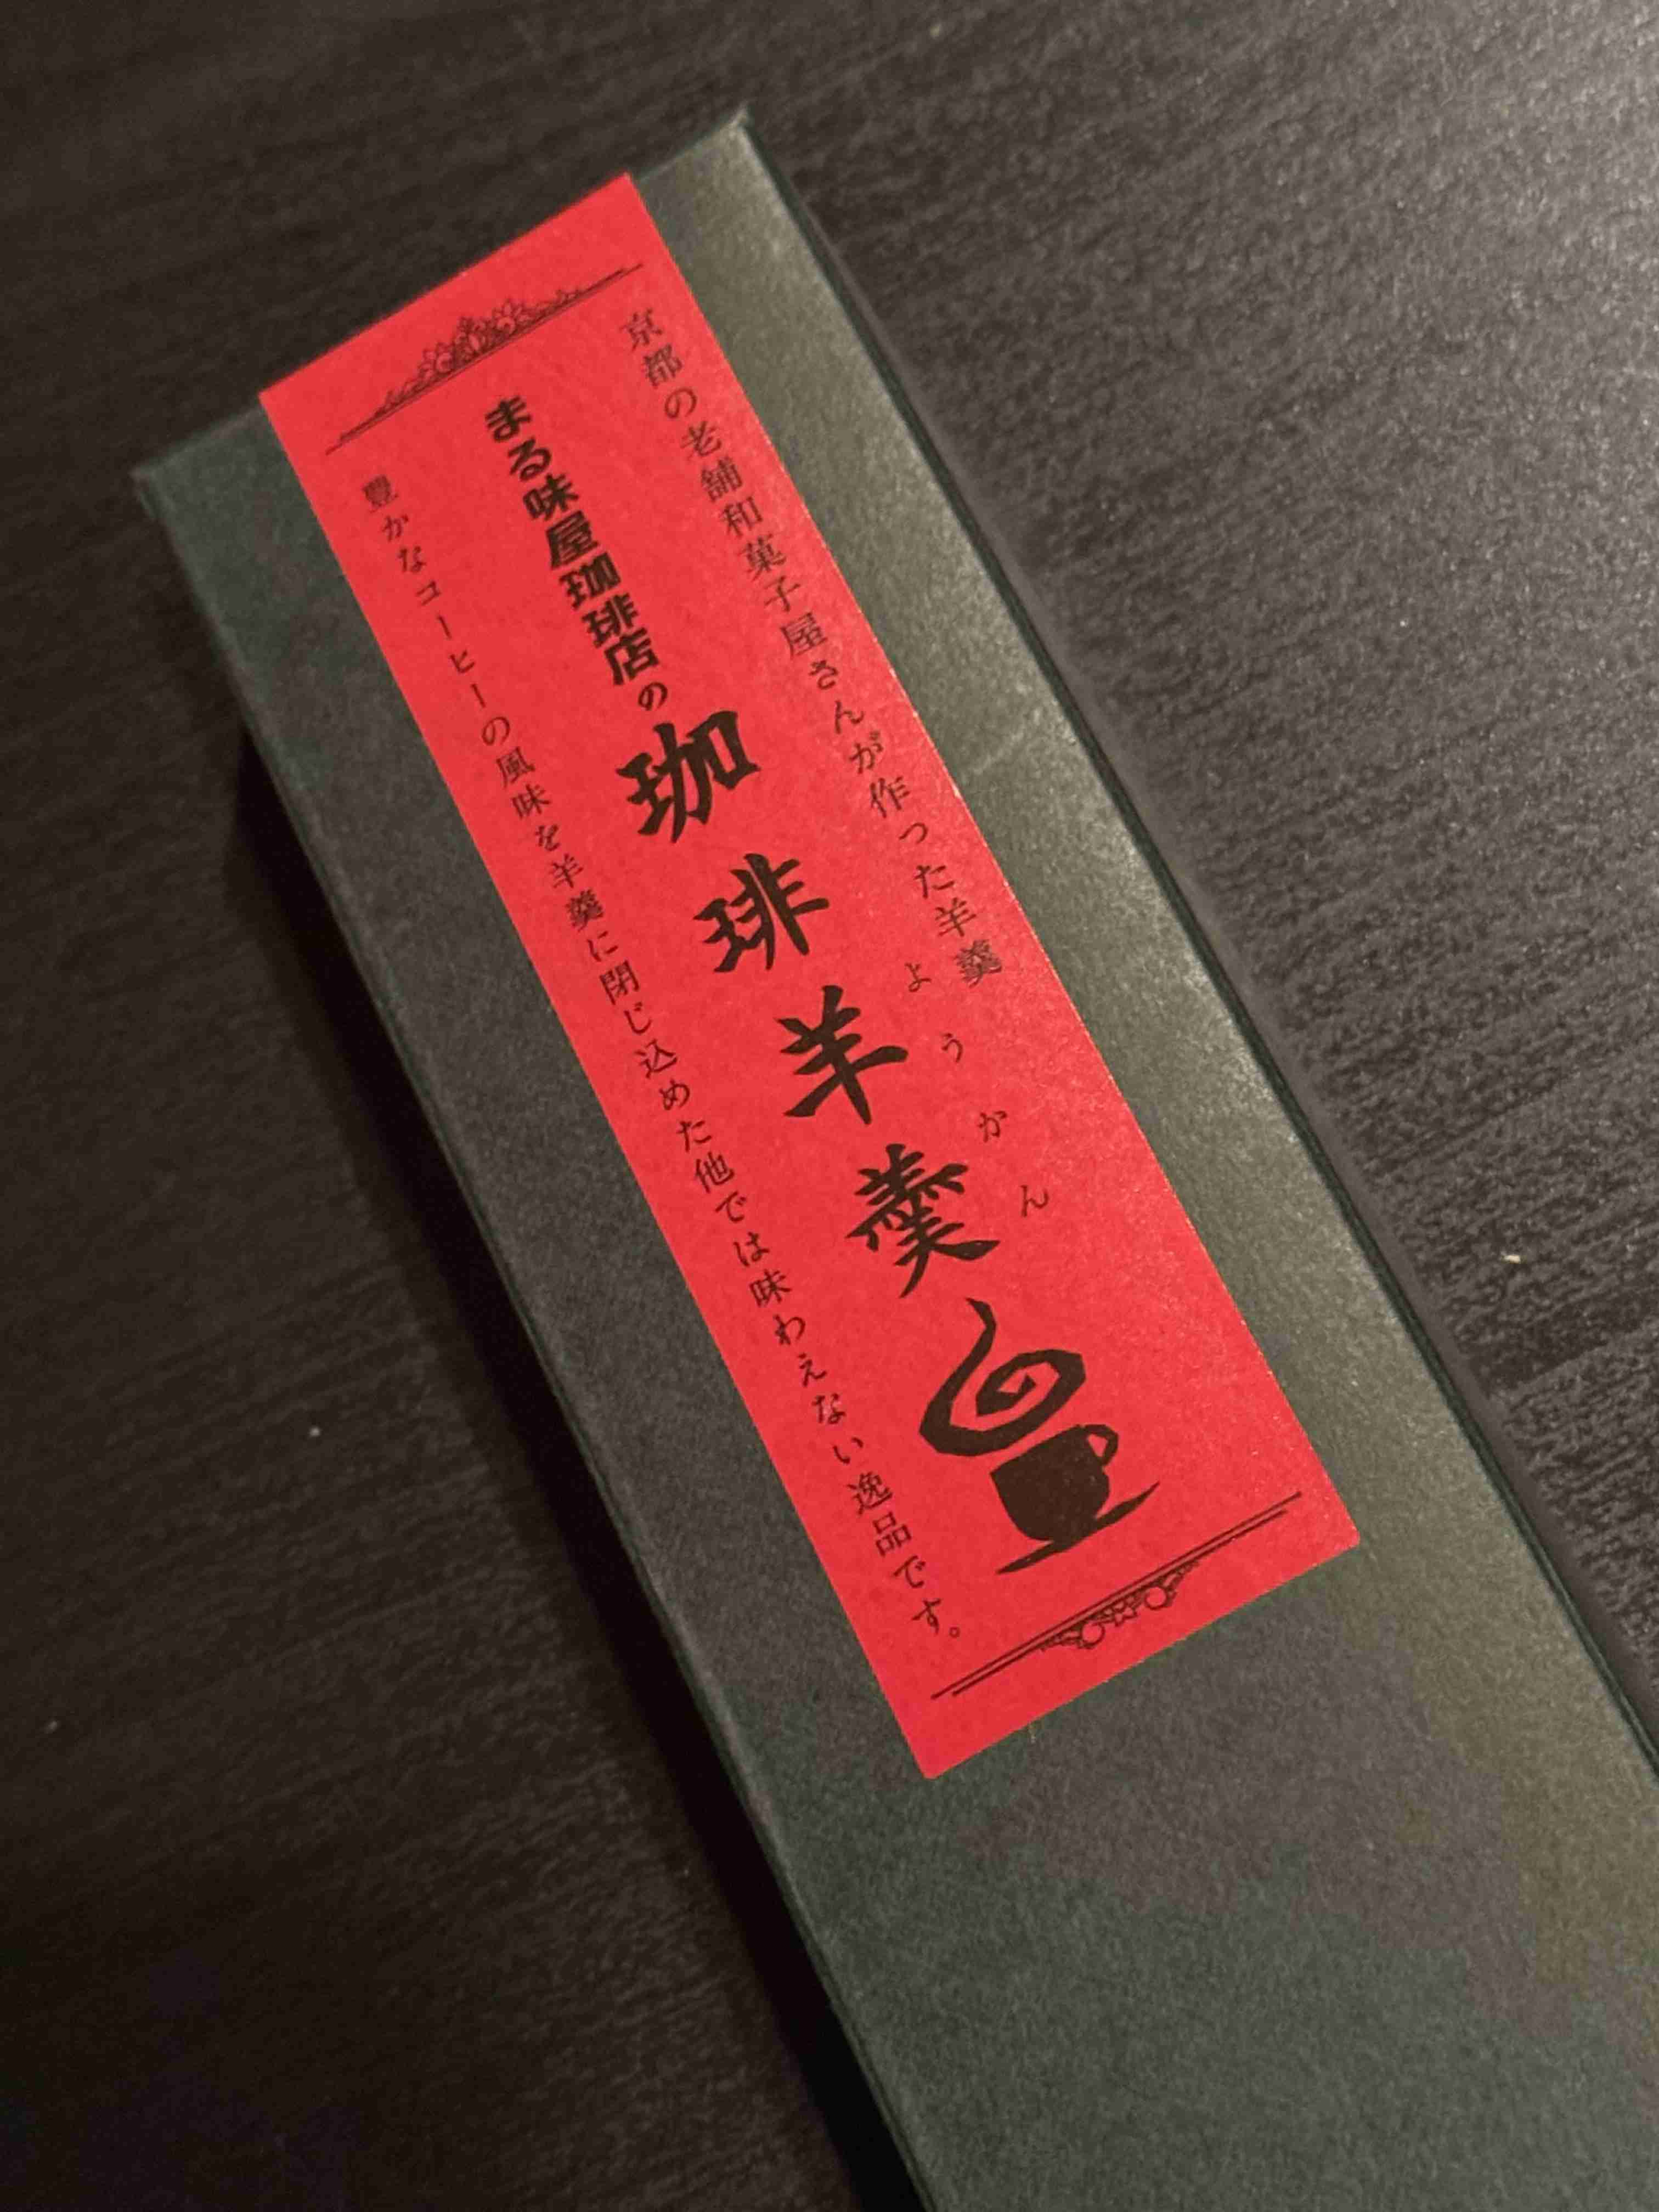 京都の老舗和菓子屋さんが作った羊羹
まる味屋珈琲店の
珈琲羊羹
ようかん
豊かなコーヒーの風味を羊羹に閉じ込めた他では味わえない逸品です。